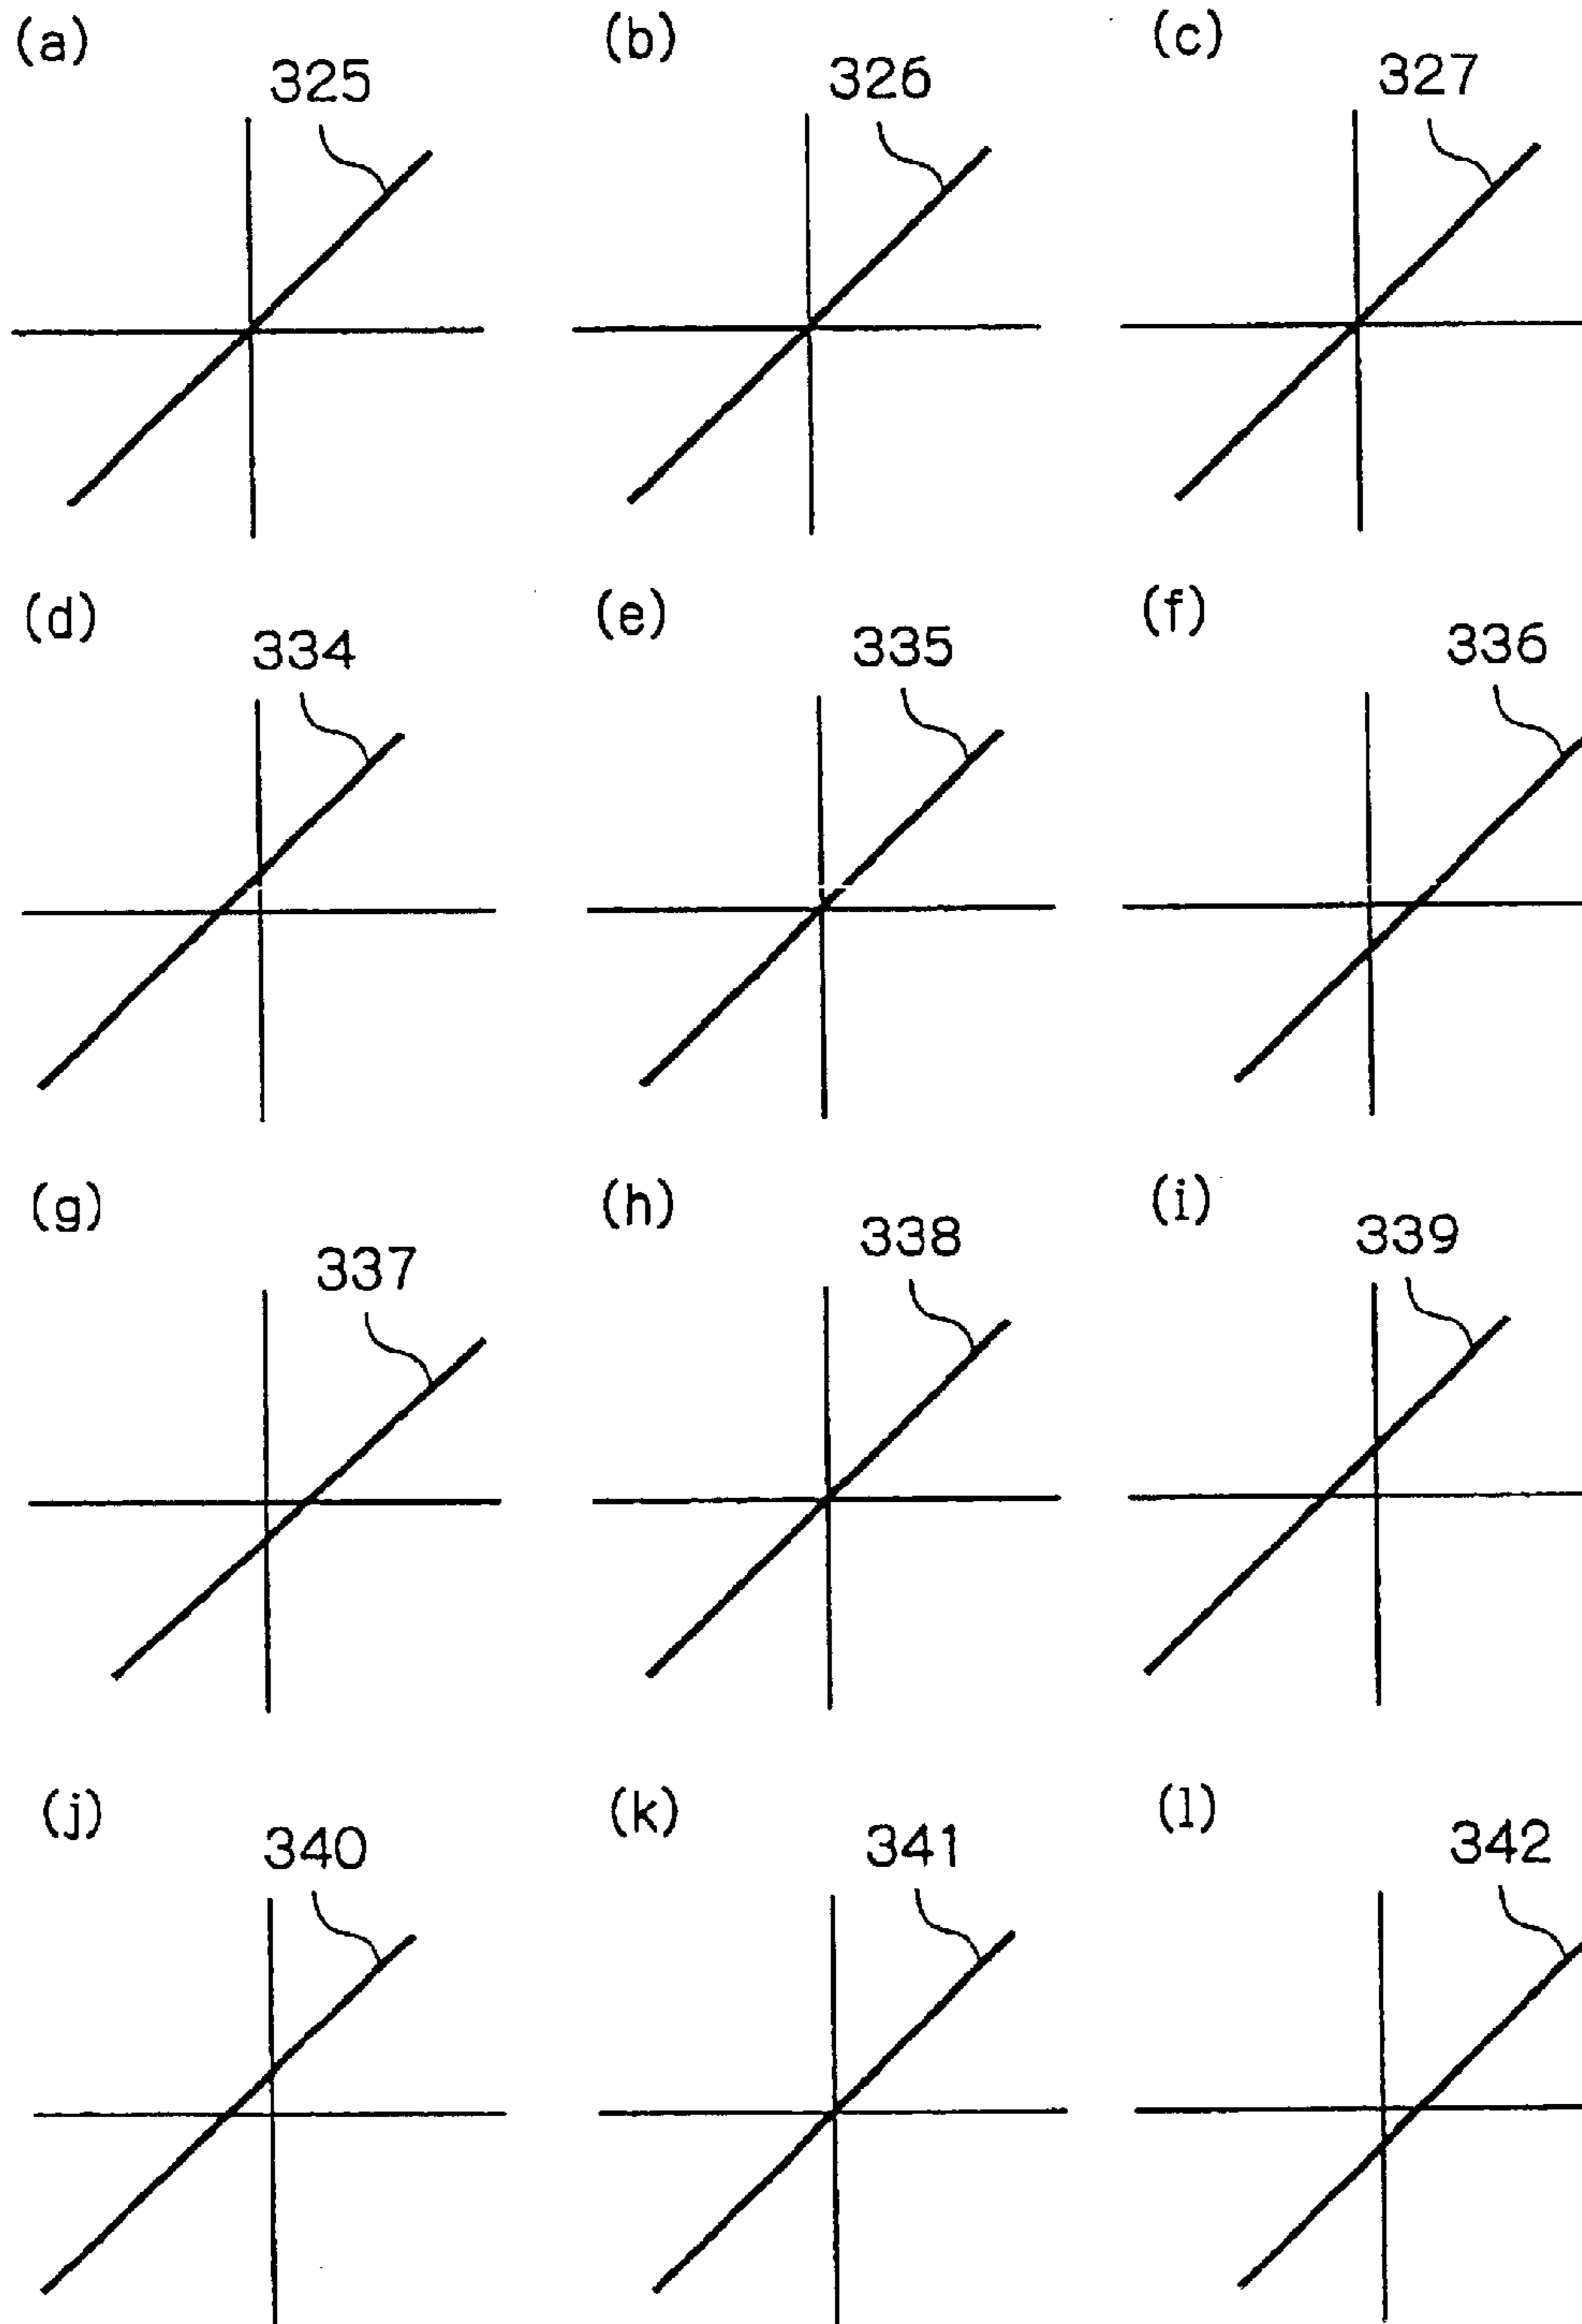 (a) (b) (c)
325 326 327
(d) (e) (f)
334 335 336
(g) (h) (i)
337 338 339
(j) (k) (l)
340 341 342